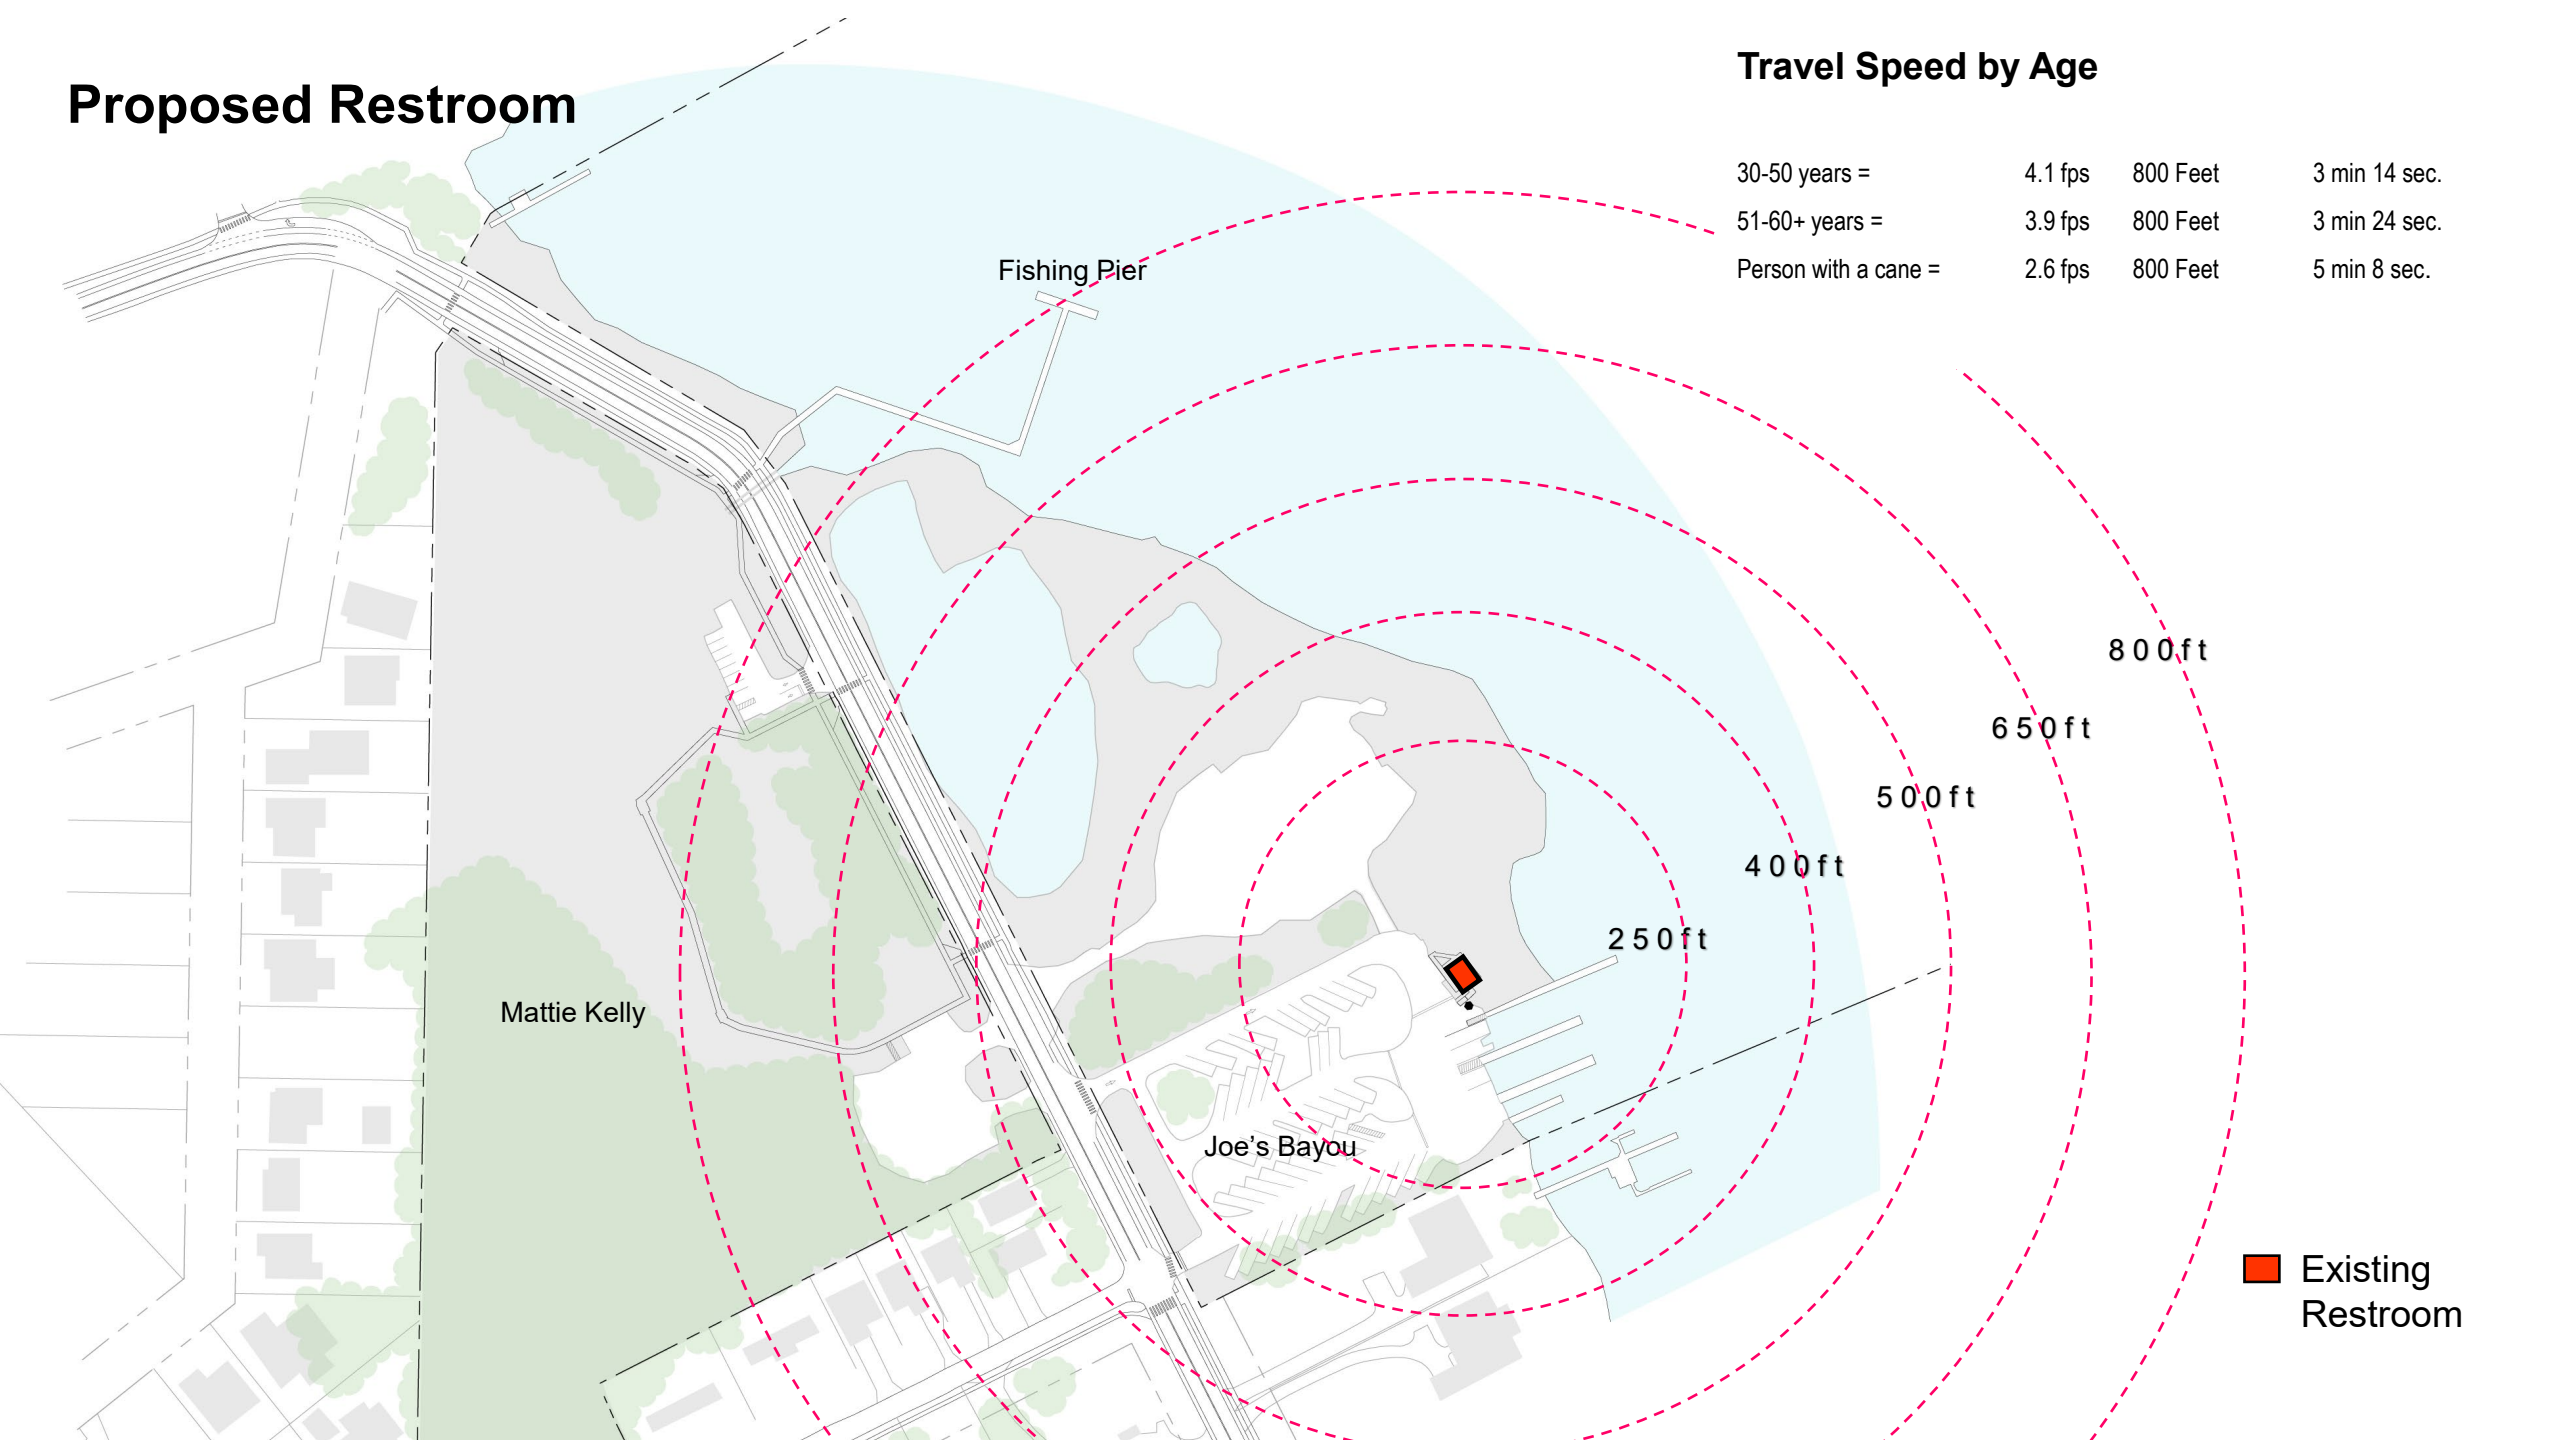 Proposed Restroom
Travel Speed by Age
30-50 years = 4.1 fps 800 Feet 3 min 14 sec.
51-60+ years = 3.9 fps 800 Feet 3 min 24 sec.
Person with a cane = 2.6 fps 800 Feet 5 min 8 sec.
Fishing Pier
800ft
650ft
500ft
400ft
250ft
Mattie Kelly
Joe’s Bayou
Existing
Restroom